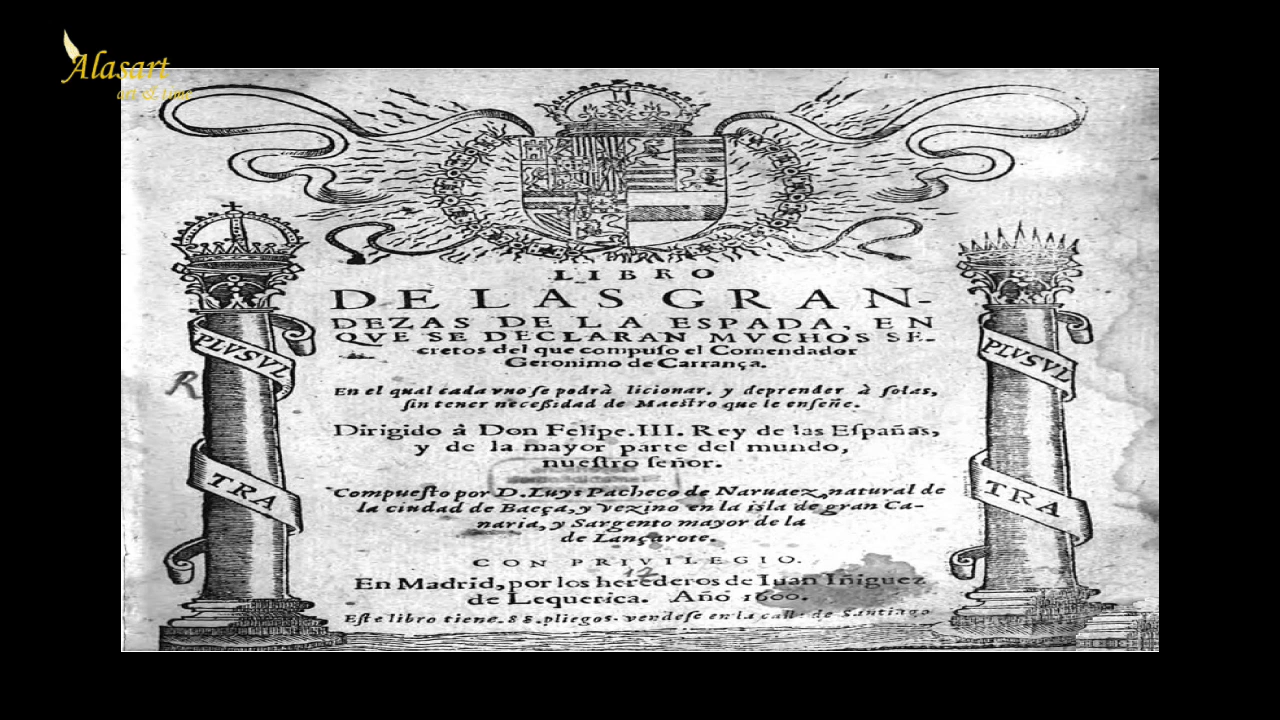 Alasart
art & time
LIBRO
DE LAS GRAN-
DEZAS DE LA ESPADA, EN
QVE SE DECLARAN MVCHOS SE-
cretos del que compuſo el Comendador
Geronimo de Carrança.
En el qual cada vno ſe podrà licionar, y deprender à ſolas,
ſin tener neceſsidad de Maeſtro que le enſeñe.
Dirigido â Don Felipe.III. Rey de las Eſpañas,
y de la mayor parte del mundo,
nueſtro ſeñor.
Compueſto por D.Luys Pacheco de Naruaez,natural de
la ciudad de Baeça,y vezino en la isla de gran Ca-
naria, y Sargento mayor de la
de Lançarote.
CON PRIVILEGIO.
En Madrid, por los herederos de Iuan Iñiguez
de Lequerica. Año 1600.
Eſte libro tiene.88.pliegos. vendeſe en la calle de Santiago
PLVSVL
TRA
PLVSVL
TRA
R